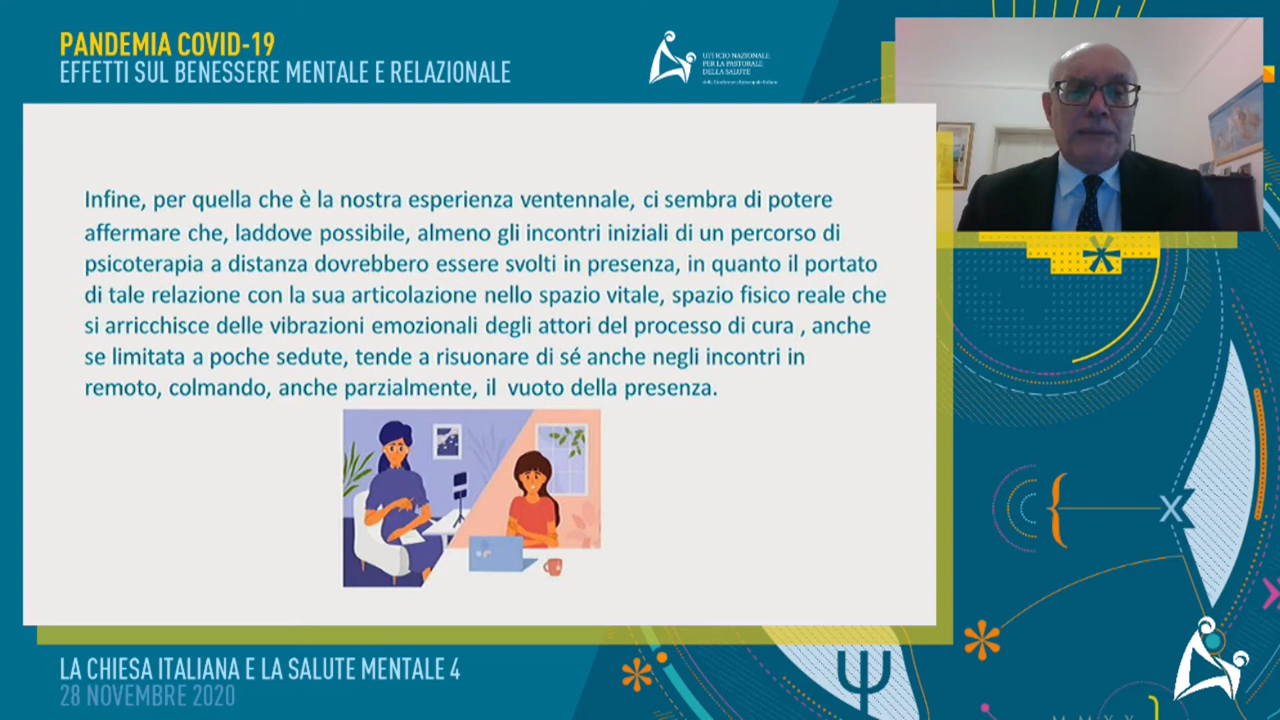 PANDEMIA COVID-19
EFFETTI SUL BENESSERE MENTALE E RELAZIONALE
UFFICIO NAZIONALE
PER LA PASTORALE
DELLA SALUTE
della Conferenza Episcopale Italiana
Infine, per quella che è la nostra esperienza ventennale, ci sembra di potere
affermare che, laddove possibile, almeno gli incontri iniziali di un percorso di
psicoterapia a distanza dovrebbero essere svolti in presenza, in quanto il portato
di tale relazione con la sua articolazione nello spazio vitale, spazio fisico reale che
si arricchisce delle vibrazioni emozionali degli attori del processo di cura , anche
se limitata a poche sedute, tende a risuonare di sé anche negli incontri in
remoto, colmando, anche parzialmente, il vuoto della presenza.
LA CHIESA ITALIANA E LA SALUTE MENTALE 4
28 NOVEMBRE 2020